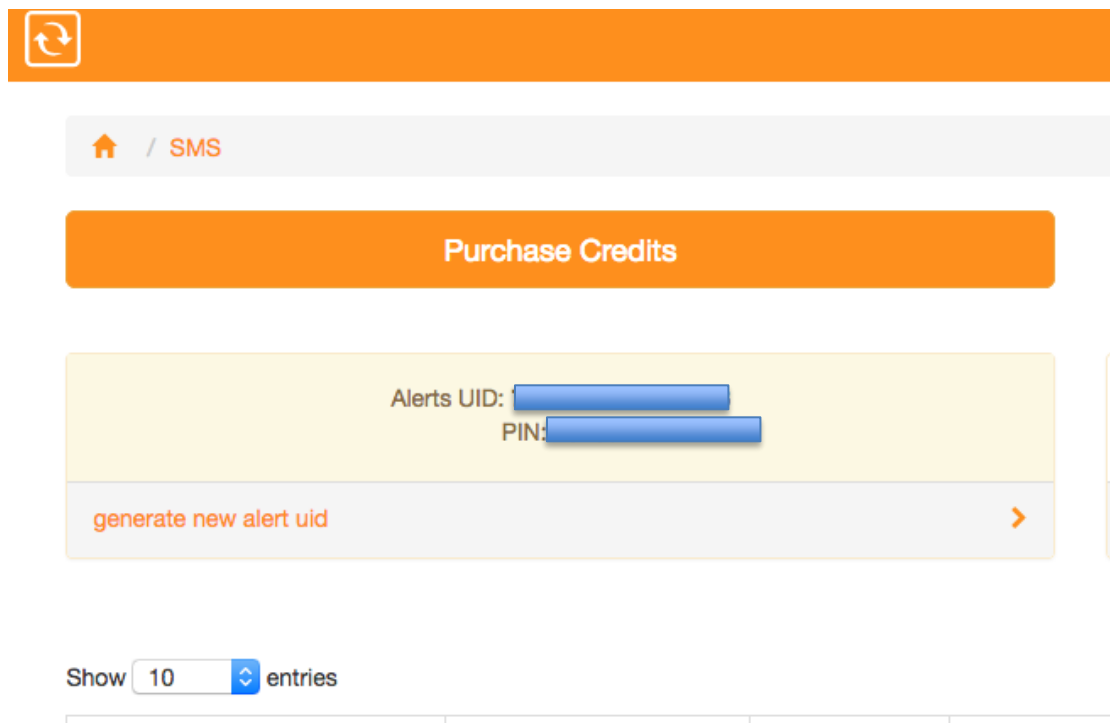 / SMS
Purchase Credits
Alerts UID:
PIN:
generate new alert uid
Show 10 entries